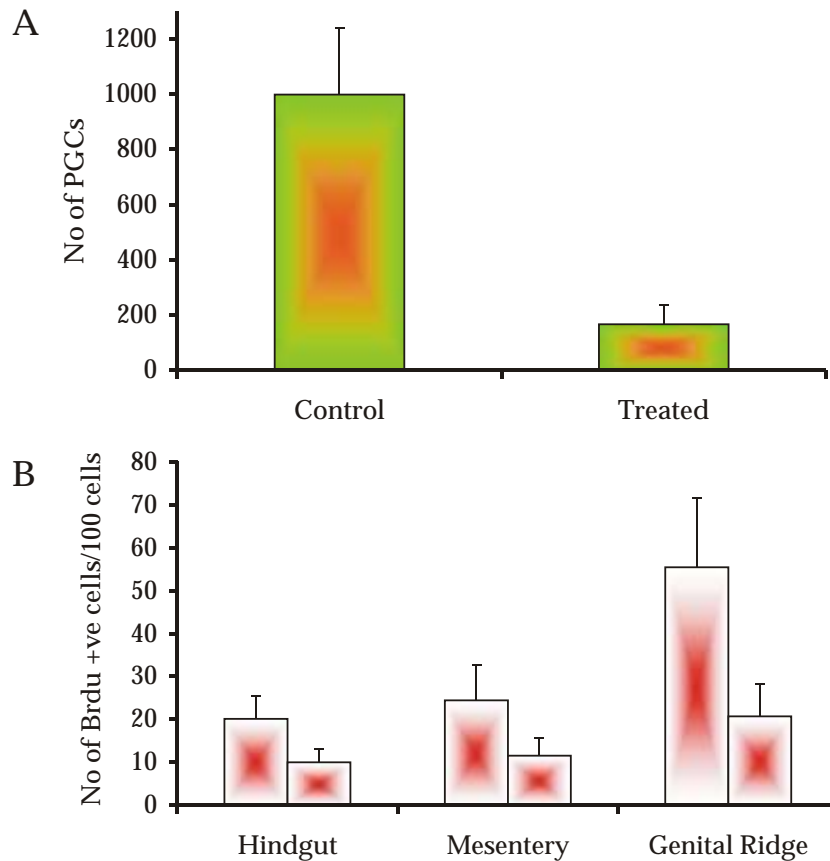 A
1200
1000
800
600
400
200
0
No of PGCs
Control Treated
B
80
70
60
50
40
30
20
10
0
No of Brdu +ve cells/100 cells
Hindgut Mesentery Genital Ridge